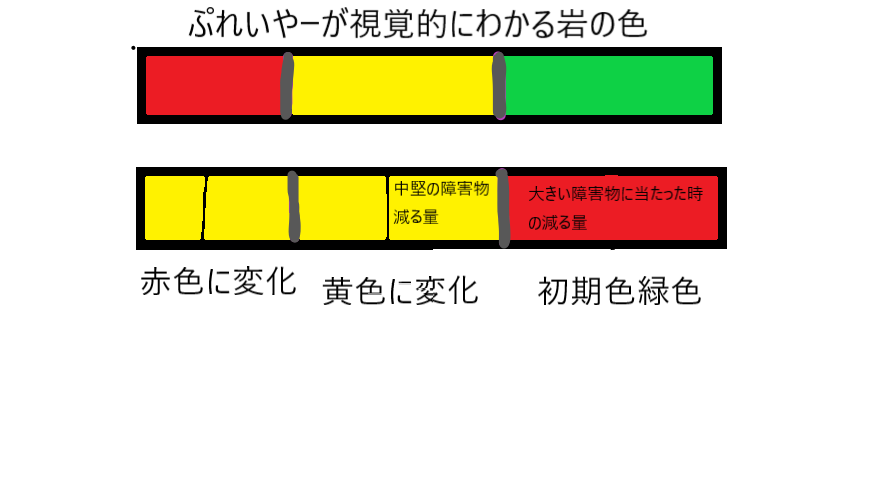 ぷれいやーが視覚的にわかる岩の色
中堅の障害物
減る量
大きい障害物に当たった時
の減る量
赤色に変化
黄色に変化
初期色緑色